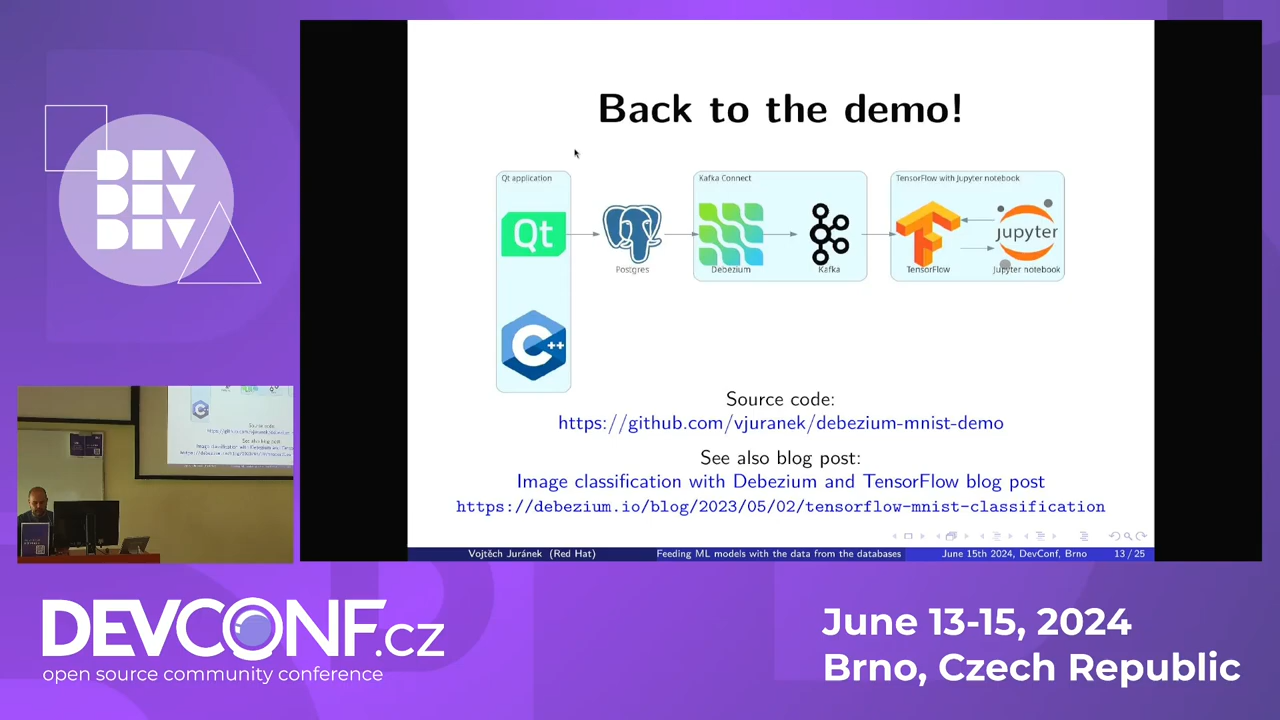 Back to the demo!
Qt application
Qt
C++
Postgres
Kafka Connect
Debezium
Kafka
TensorFlow with Jupyter notebook
TensorFlow
jupyter
Jupyter notebook
Source code:
https://github.com/vjuranek/debezium-mnist-demo
See also blog post:
Image classification with Debezium and TensorFlow blog post
https://debezium.io/blog/2023/05/02/tensorflow-mnist-classification
Vojtěch Juránek (Red Hat) Feeding ML models with the data from the databases June 15th 2024, DevConf, Brno 13 / 25
DEV
DEV
DEV
DEVCONF.cz
open source community conference
June 13-15, 2024
Brno, Czech Republic